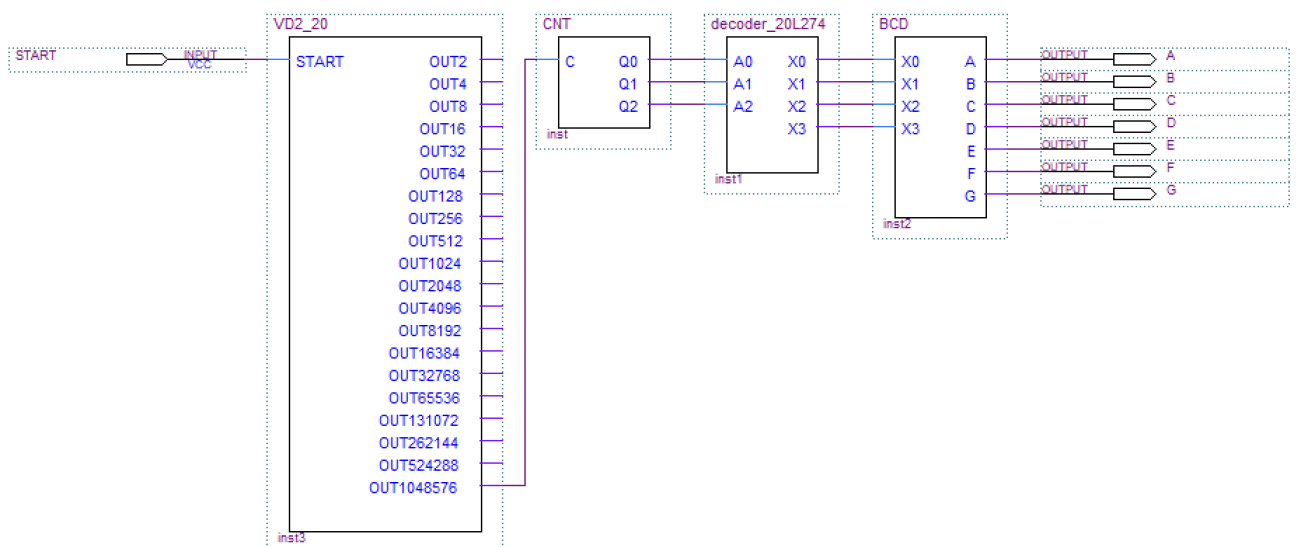 VD2_20
START
INPUT
VCC
START
OUT2
OUT4
OUT8
OUT16
OUT32
OUT64
OUT128
OUT256
OUT512
OUT1024
OUT2048
OUT4096
OUT8192
OUT16384
OUT32768
OUT65536
OUT131072
OUT262144
OUT524288
OUT1048576
inst3
CNT
C Q0
Q1
Q2
inst
decoder_20L274
A0 X0
A1 X1
A2 X2
X3
inst1
BCD
X0 A
X1 B
X2 C
X3 D
E
F
G
inst2
OUTPUT A
OUTPUT B
OUTPUT C
OUTPUT D
OUTPUT E
OUTPUT F
OUTPUT G